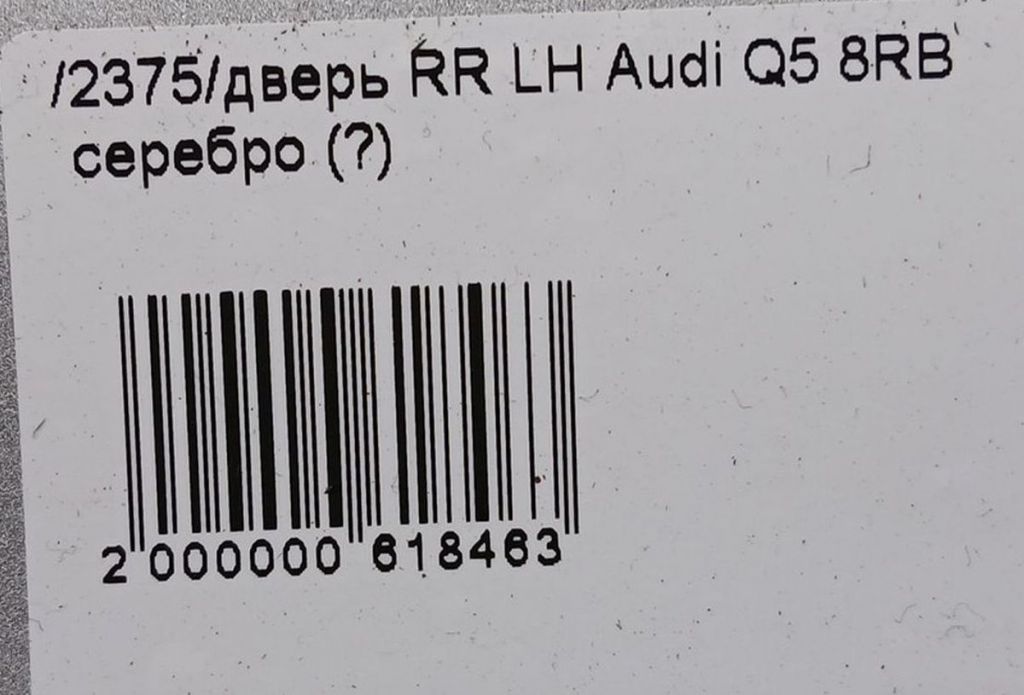 /2375/дверь RR LH Audi Q5 8RB
серебро (?)
2 000000 618463